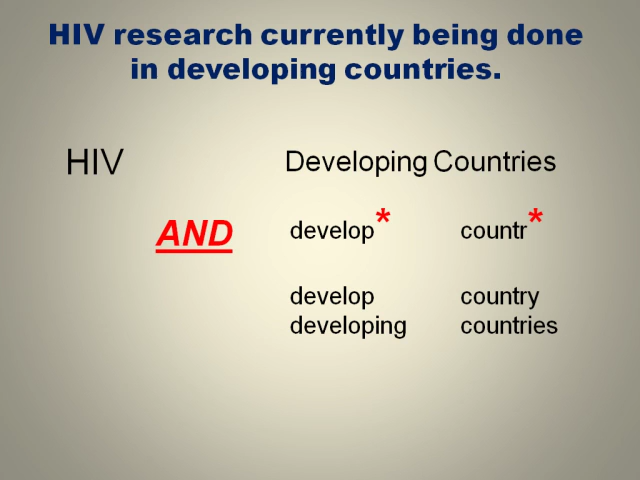 HIV research currently being done
in developing countries.
HIV
Developing Countries
AND
develop* countr*
develop country
developing countries